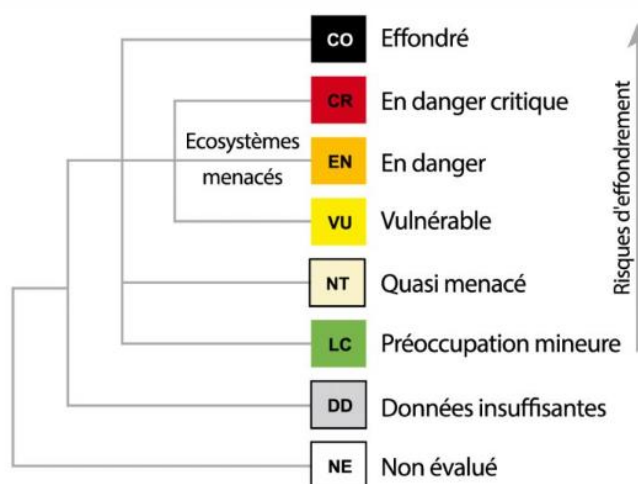 CO Effondré
CR En danger critique
Ecosystèmes
menacés
EN En danger
VU Vulnérable
NT Quasi menacé
LC Préoccupation mineure
DD Données insuffisantes
NE Non évalué
Risques d'effondrement